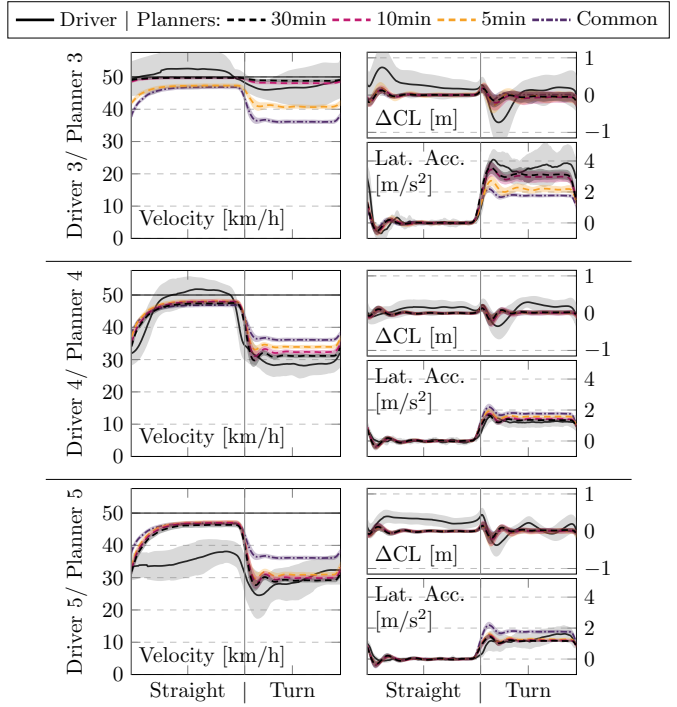 Driver | Planners: 30min 10min 5min Common
Driver 3/ Planner 3
50
40
30
20
10
0
Velocity [km/h]
1
0
−1
ΔCL [m]
Lat. Acc.
[m/s²]
4
2
0
Driver 4/ Planner 4
50
40
30
20
10
0
Velocity [km/h]
1
0
−1
ΔCL [m]
Lat. Acc.
[m/s²]
4
2
0
Driver 5/ Planner 5
50
40
30
20
10
0
Velocity [km/h]
1
0
−1
ΔCL [m]
Lat. Acc.
[m/s²]
4
2
0
Straight | Turn
Straight | Turn